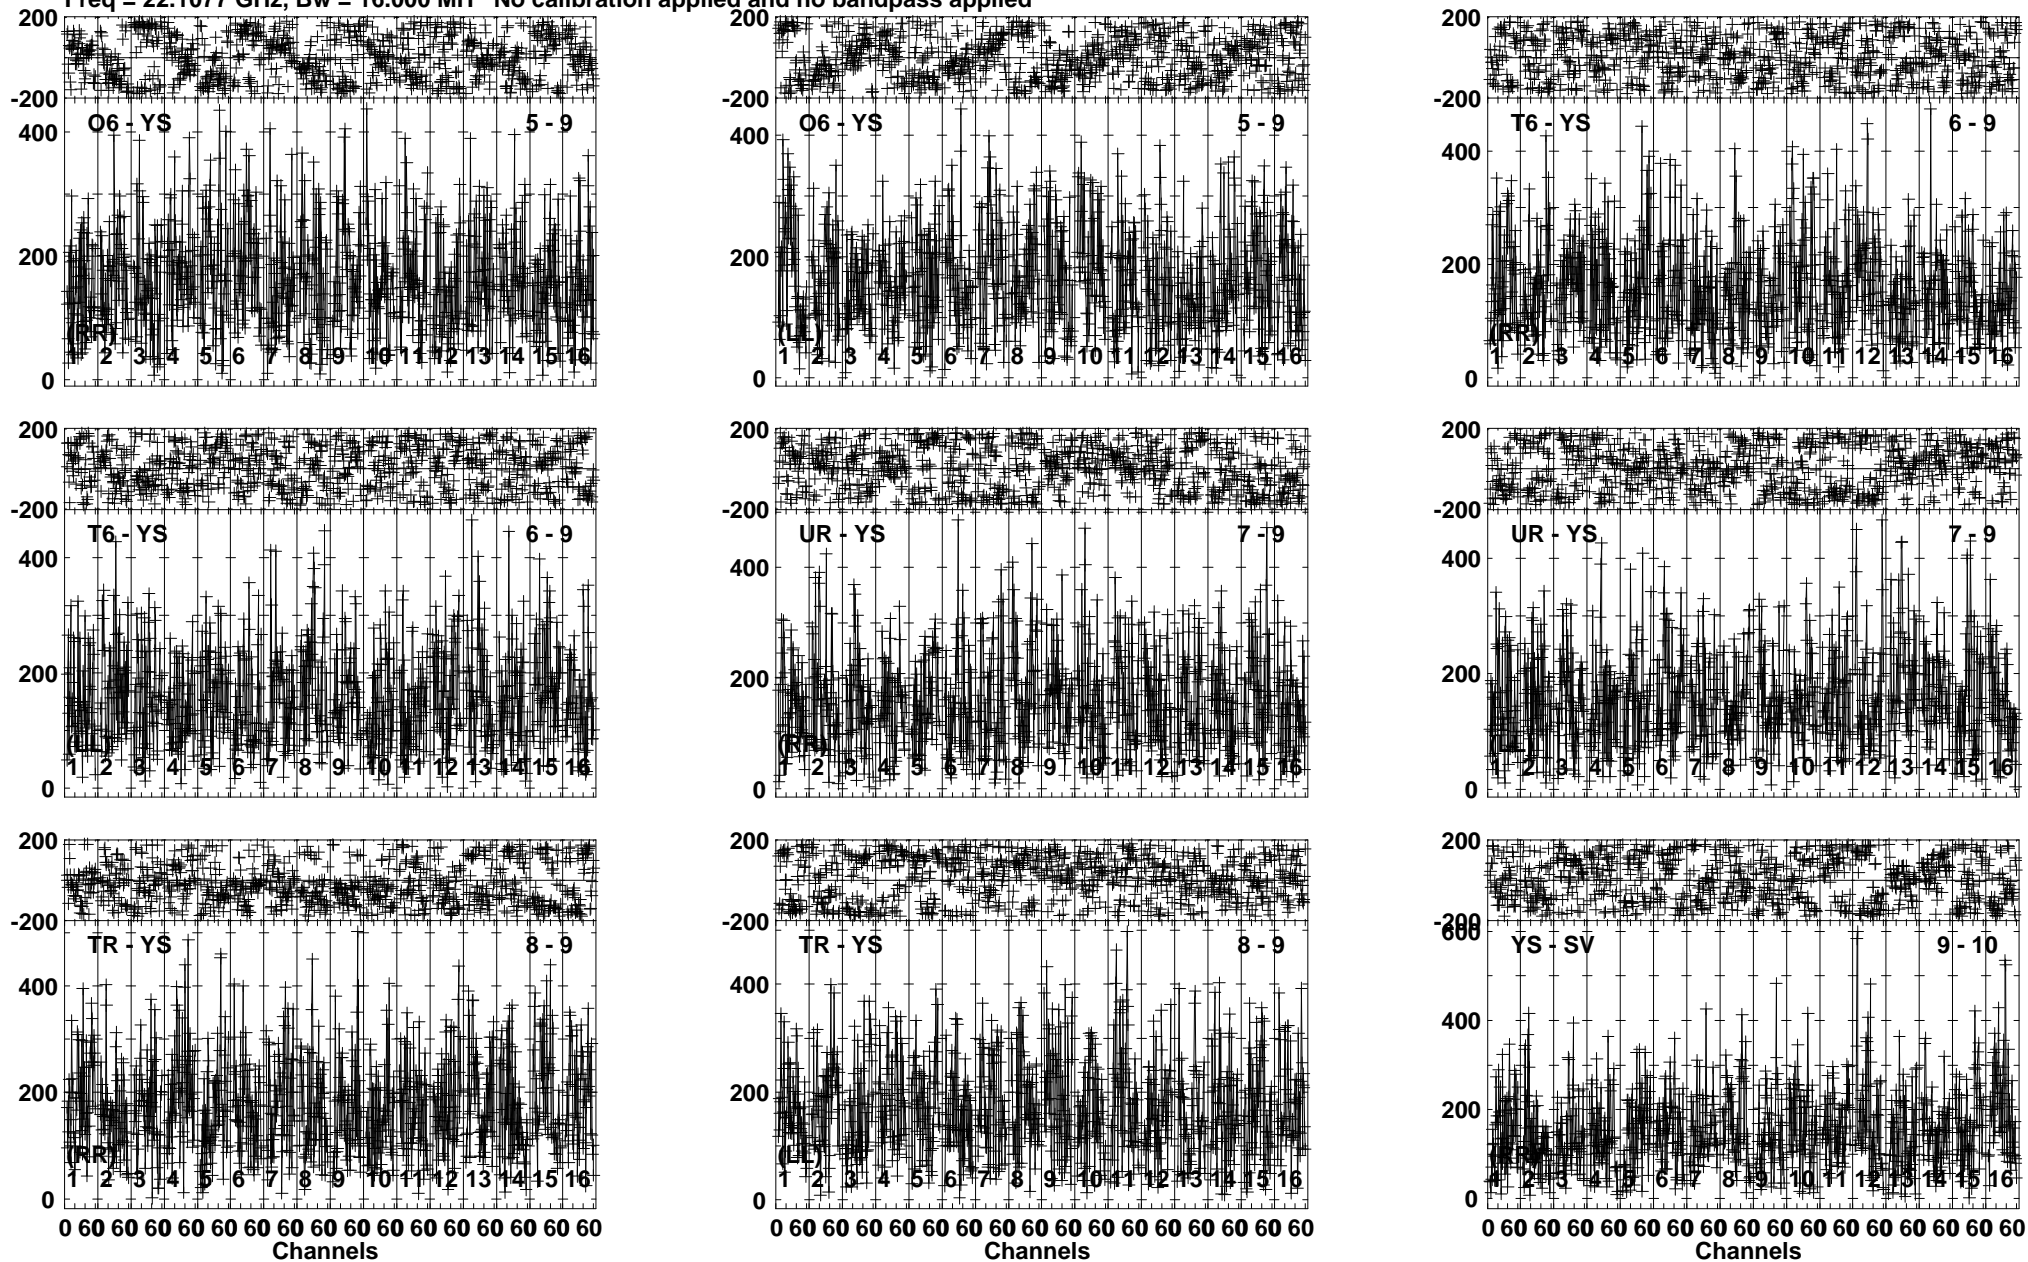 Freq = 22.1077 GHz, Bw = 16.000 MH No calibration applied and no bandpass applied
200 200 200
-200 -200 -200
O6 - YS 5 - 9 O6 - YS 5 - 9 T6 - YS 6 - 9
400 400 400
200 200 200
(RR) (LL) (RR)
1 2 3 4 5 6 7 8 9 10 11 12 13 14 15 16 1 2 3 4 5 6 7 8 9 10 11 12 13 14 15 16 1 2 3 4 5 6 7 8 9 10 11 12 13 14 15 16
0 0 0
200 200 200
-200 -200 -200
T6 - YS 6 - 9 UR - YS 7 - 9 UR - YS 7 - 9
400 400 400
200 200 200
(LL) (RR) (LL)
1 2 3 4 5 6 7 8 9 10 11 12 13 14 15 16 1 2 3 4 5 6 7 8 9 10 11 12 13 14 15 16 1 2 3 4 5 6 7 8 9 10 11 12 13 14 15 16
0 0 0
200 200 200
-200 -200 -200
600
TR - YS 8 - 9 TR - YS 8 - 9 YS - SV 9 - 10
400 400 400
200 200 200
(RR) (LL) (RR)
1 2 3 4 5 6 7 8 9 10 11 12 13 14 15 16 1 2 3 4 5 6 7 8 9 10 11 12 13 14 15 16 1 2 3 4 5 6 7 8 9 10 11 12 13 14 15 16
0 0 0
0 60 60 60 60 60 60 60 60 60 60 60 60 60 60 60 60 0 60 60 60 60 60 60 60 60 60 60 60 60 60 60 60 60 0 60 60 60 60 60 60 60 60 60 60 60 60 60 60 60 60
Channels Channels Channels